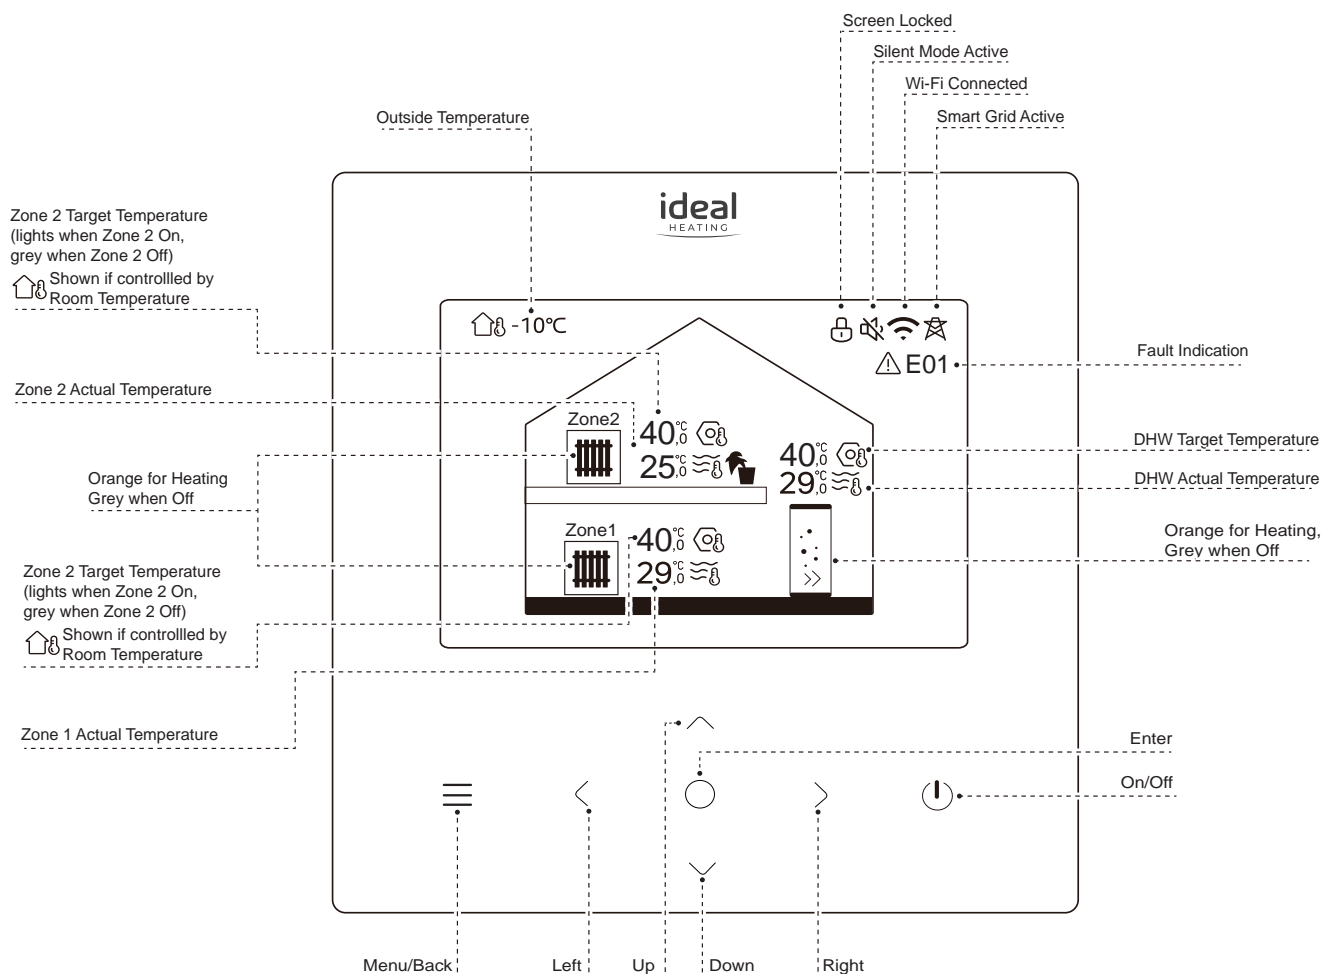 Screen Locked
Silent Mode Active
Wi-Fi Connected
Smart Grid Active
Outside Temperature
ideal
HEATING
Zone 2 Target Temperature
(lights when Zone 2 On,
grey when Zone 2 Off)
Shown if controllled by
Room Temperature
-10°C
E01
Fault Indication
Zone 2 Actual Temperature
Zone2
40,0 °C
25,0 °C
40,0 °C
29,0 °C
DHW Target Temperature
DHW Actual Temperature
Orange for Heating
Grey when Off
Zone1
40,0 °C
29,0 °C
Orange for Heating,
Grey when Off
Zone 2 Target Temperature
(lights when Zone 2 On,
grey when Zone 2 Off)
Shown if controllled by
Room Temperature
Zone 1 Actual Temperature
Enter
On/Off
Menu/Back
Left
Up
Down
Right